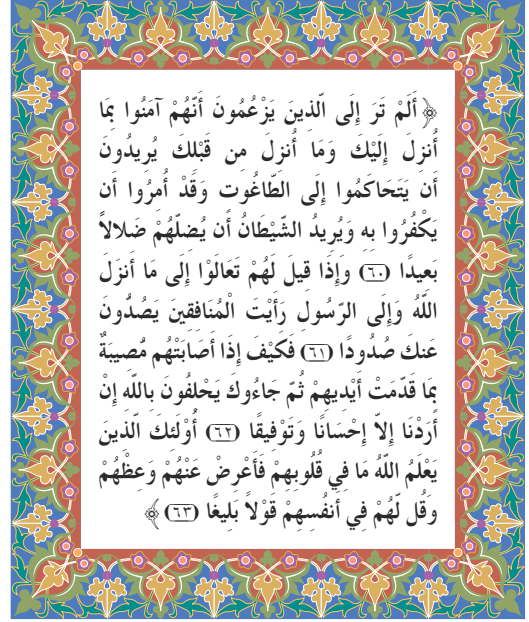 ﴿ أَلَمْ تَرَ إِلَى الَّذِينَ يَزْعُمُونَ أَنَّهُمْ آمَنُوا بِمَا
أُنزِلَ إِلَيْكَ وَمَا أُنزِلَ مِن قَبْلِكَ يُرِيدُونَ
أَن يَتَحَاكَمُوا إِلَى الطَّاغُوتِ وَقَدْ أُمِرُوا أَن
يَكْفُرُوا بِهِ وَيُرِيدُ الشَّيْطَانُ أَن يُضِلَّهُمْ ضَلالاً
بَعِيدًا (٦٠) وَإِذَا قِيلَ لَهُمْ تَعَالَوْا إِلَى مَا أَنزَلَ
اللَّهُ وَإِلَى الرَّسُولِ رَأَيْتَ الْمُنَافِقِينَ يَصُدُّونَ
عَنكَ صُدُودًا (٦١) فَكَيْفَ إِذَا أَصَابَتْهُم مُّصِيبَةٌ
بِمَا قَدَّمَتْ أَيْدِيهِمْ ثُمَّ جَاءُوكَ يَحْلِفُونَ بِاللَّهِ إِنْ
أَرَدْنَا إِلاَّ إِحْسَانًا وَتَوْفِيقًا (٦٢) أُوْلَئِكَ الَّذِينَ
يَعْلَمُ اللَّهُ مَا فِي قُلُوبِهِمْ فَأَعْرِضْ عَنْهُمْ وَعِظْهُمْ
وَقُل لَّهُمْ فِي أَنفُسِهِمْ قَوْلاً بَلِيغًا (٦٣) ﴾